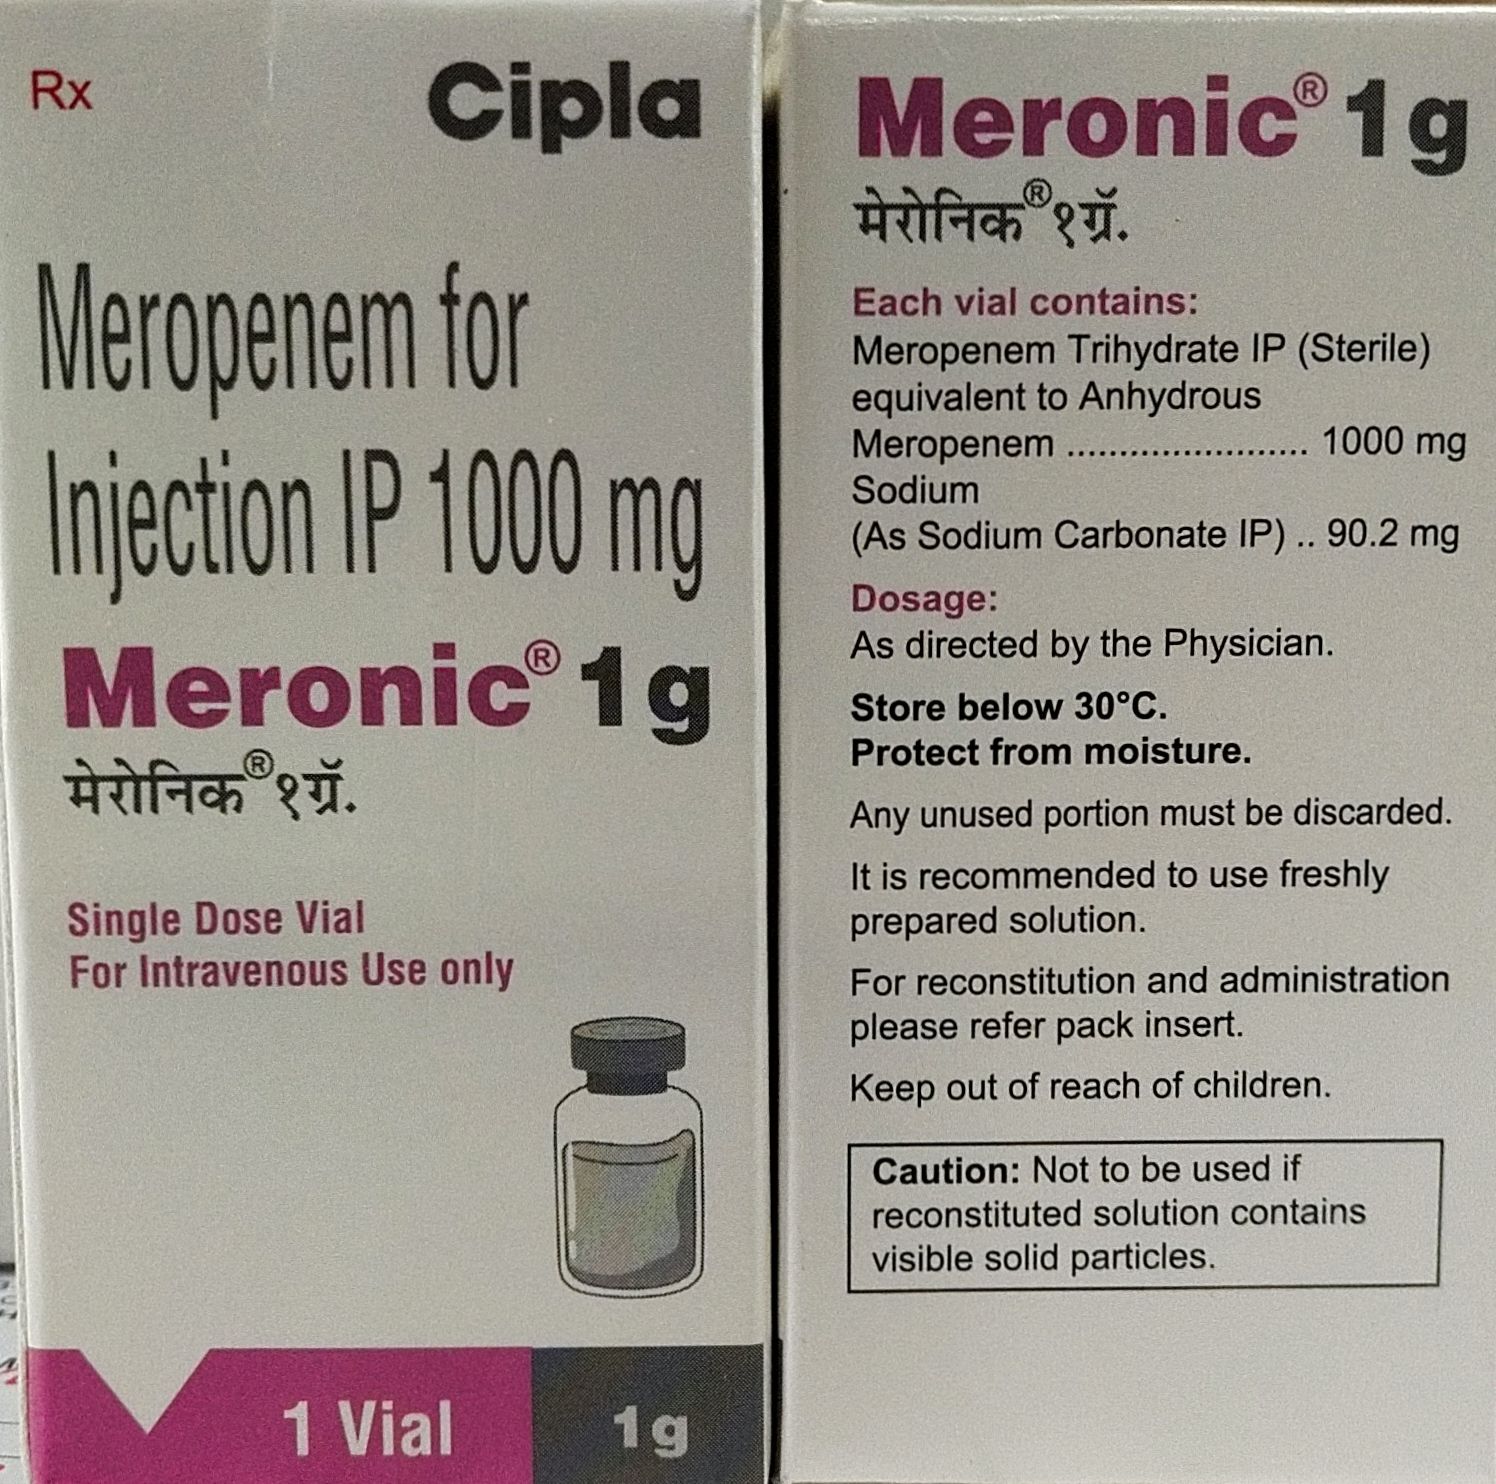 Rx
Cipla
Meropenem for
Injection IP 1000 mg
Meronic® 1g
मेरोनिक® १ग्रॅ.
Single Dose Vial
For Intravenous Use only
1 Vial
1g
Meronic® 1g
मेरोनिक® १ग्रॅ.
Each vial contains:
Meropenem Trihydrate IP (Sterile)
equivalent to Anhydrous
Meropenem ....................... 1000 mg
Sodium
(As Sodium Carbonate IP) .. 90.2 mg
Dosage:
As directed by the Physician.
Store below 30°C.
Protect from moisture.
Any unused portion must be discarded.
It is recommended to use freshly
prepared solution.
For reconstitution and administration
please refer pack insert.
Keep out of reach of children.
Caution: Not to be used if
reconstituted solution contains
visible solid particles.